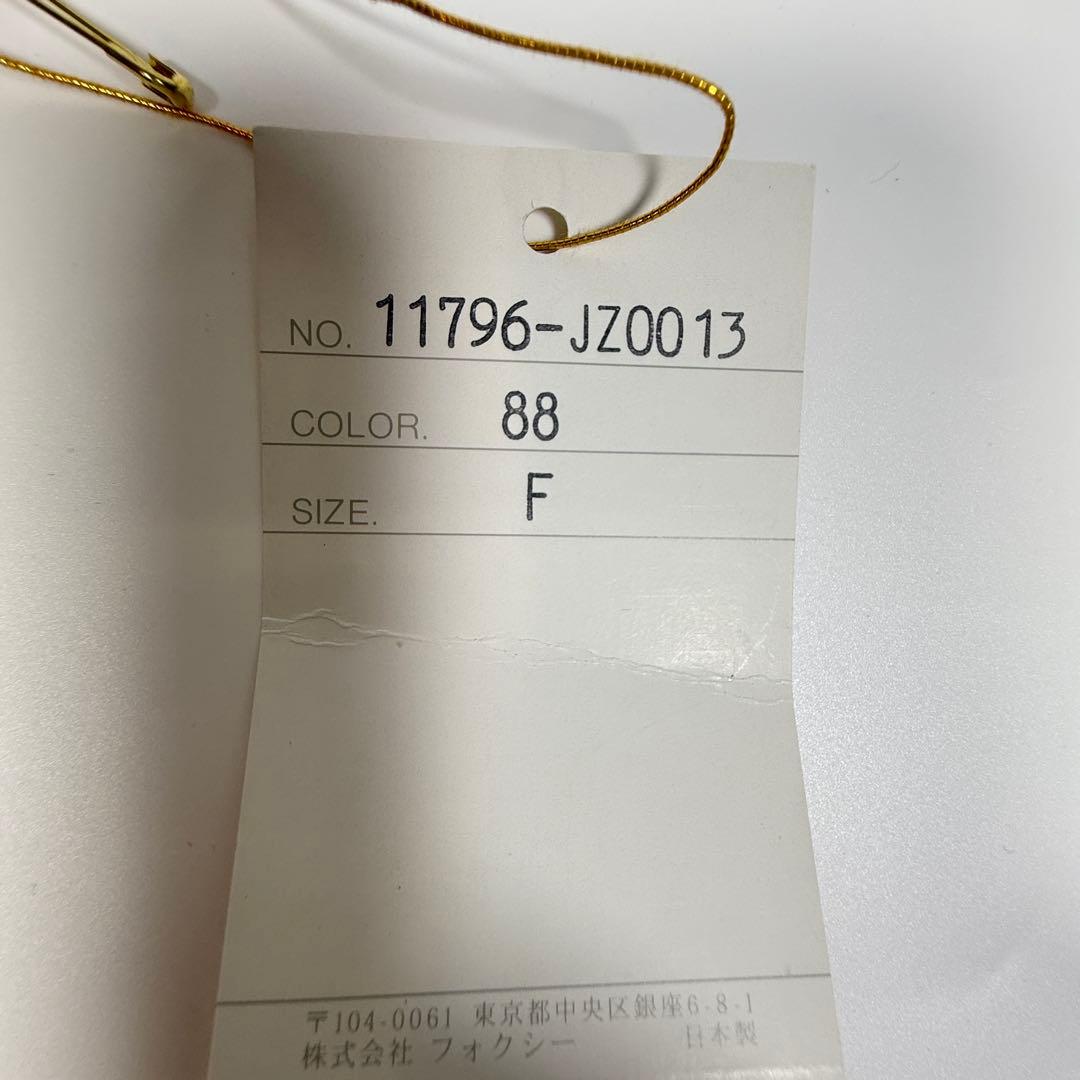 NO. 11796-JZ0013
COLOR. 88
SIZE. F
〒104-0061 東京都中央区銀座6-8-1
株式会社 フォクシー 日本製